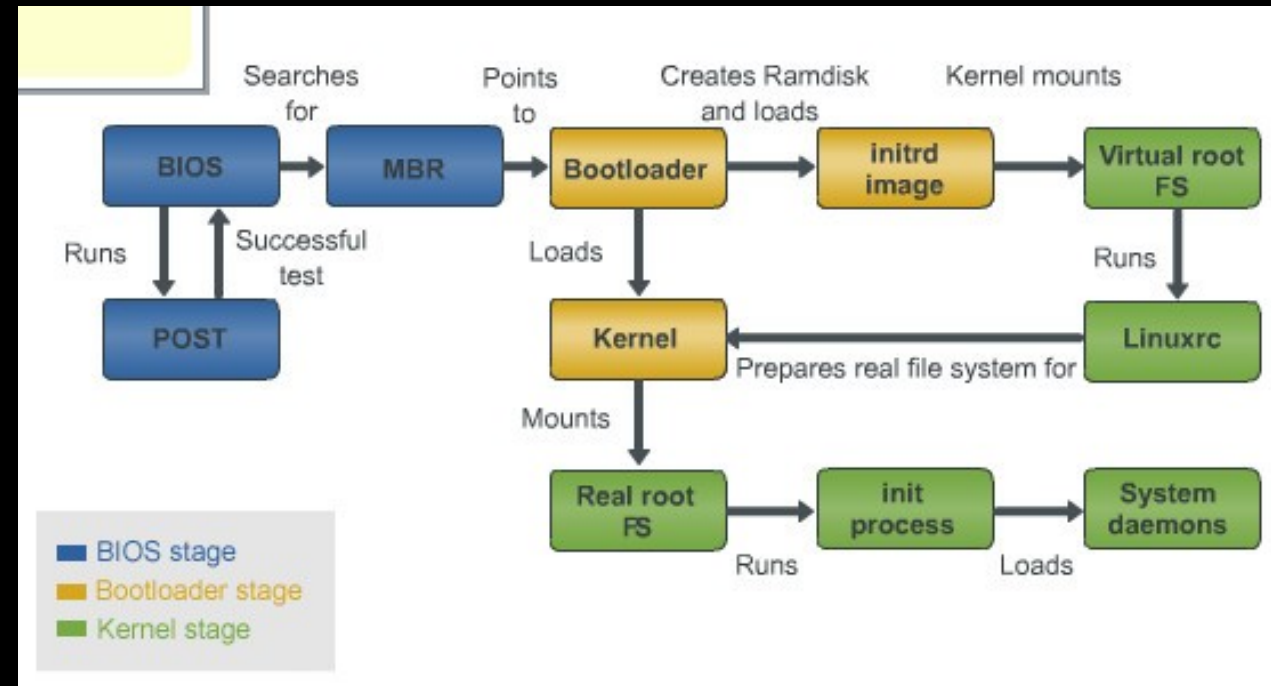 Searches
for
Points
to
Creates Ramdisk
and loads
Kernel mounts
BIOS
MBR
Bootloader
initrd
image
Virtual root
FS
Runs
Successful
test
Loads
Runs
POST
Kernel
Prepares real file system for
Linuxrc
Mounts
Real root
FS
init
process
System
daemons
Runs
Loads
BIOS stage
Bootloader stage
Kernel stage